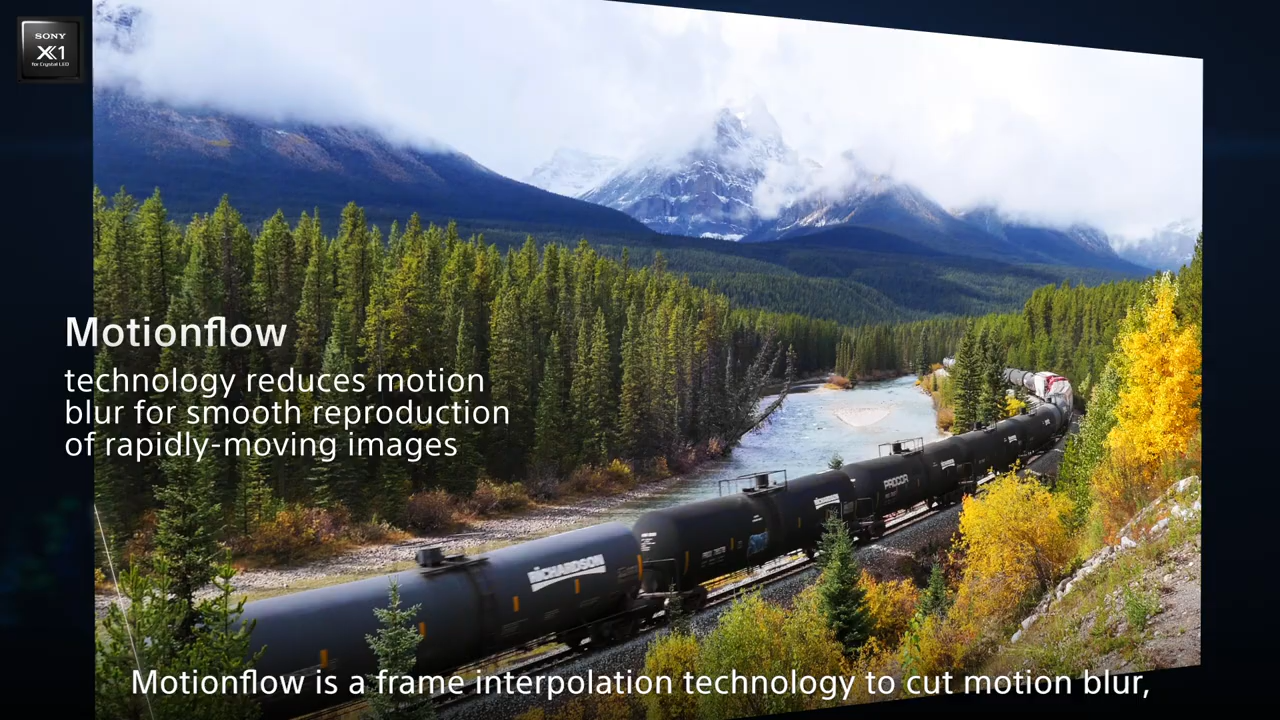 SONY
X1
for Crystal LED
Motionflow
technology reduces motion
blur for smooth reproduction
of rapidly-moving images
RICHARDSON
PROCOR
Motionflow is a frame interpolation technology to cut motion blur,